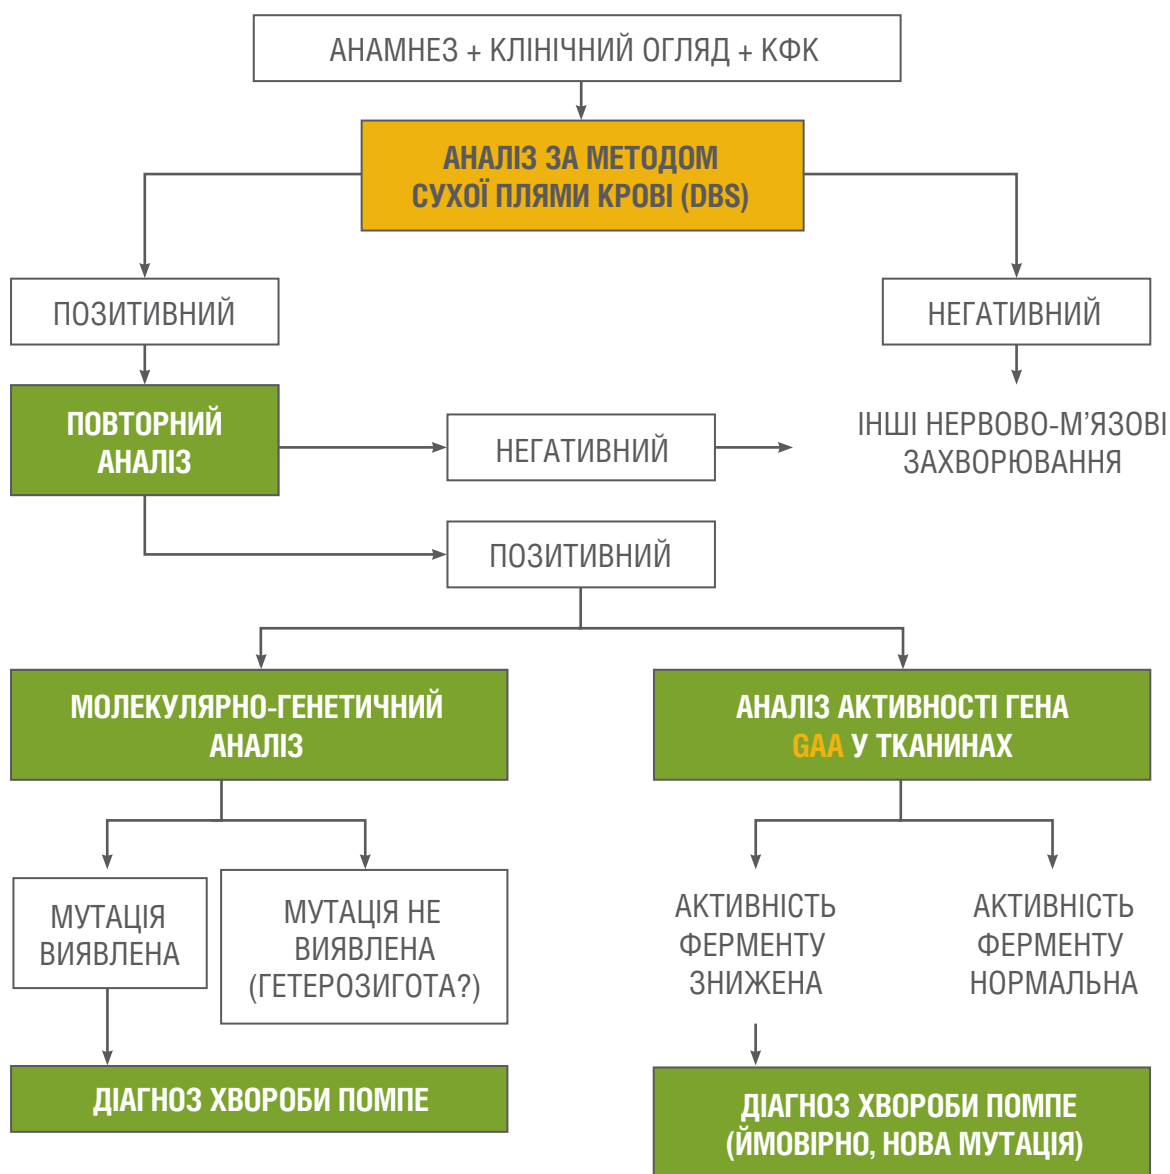 АНАМНЕЗ + КЛІНІЧНИЙ ОГЛЯД + КФК
АНАЛІЗ ЗА МЕТОДОМ
СУХОЇ ПЛЯМИ КРОВІ (DBS)
ПОЗИТИВНИЙ
НЕГАТИВНИЙ
ПОВТОРНИЙ
АНАЛІЗ
НЕГАТИВНИЙ
ІНШІ НЕРВОВО-М’ЯЗОВІ
ЗАХВОРЮВАННЯ
ПОЗИТИВНИЙ
МОЛЕКУЛЯРНО-ГЕНЕТИЧНИЙ
АНАЛІЗ
АНАЛІЗ АКТИВНОСТІ ГЕНА
GAA У ТКАНИНАХ
МУТАЦІЯ
ВИЯВЛЕНА
МУТАЦІЯ НЕ
ВИЯВЛЕНА
(ГЕТЕРОЗИГОТА?)
АКТИВНІСТЬ
ФЕРМЕНТУ
ЗНИЖЕНА
АКТИВНІСТЬ
ФЕРМЕНТУ
НОРМАЛЬНА
ДІАГНОЗ ХВОРОБИ ПОМПЕ
ДІАГНОЗ ХВОРОБИ ПОМПЕ
(ЙМОВІРНО, НОВА МУТАЦІЯ)